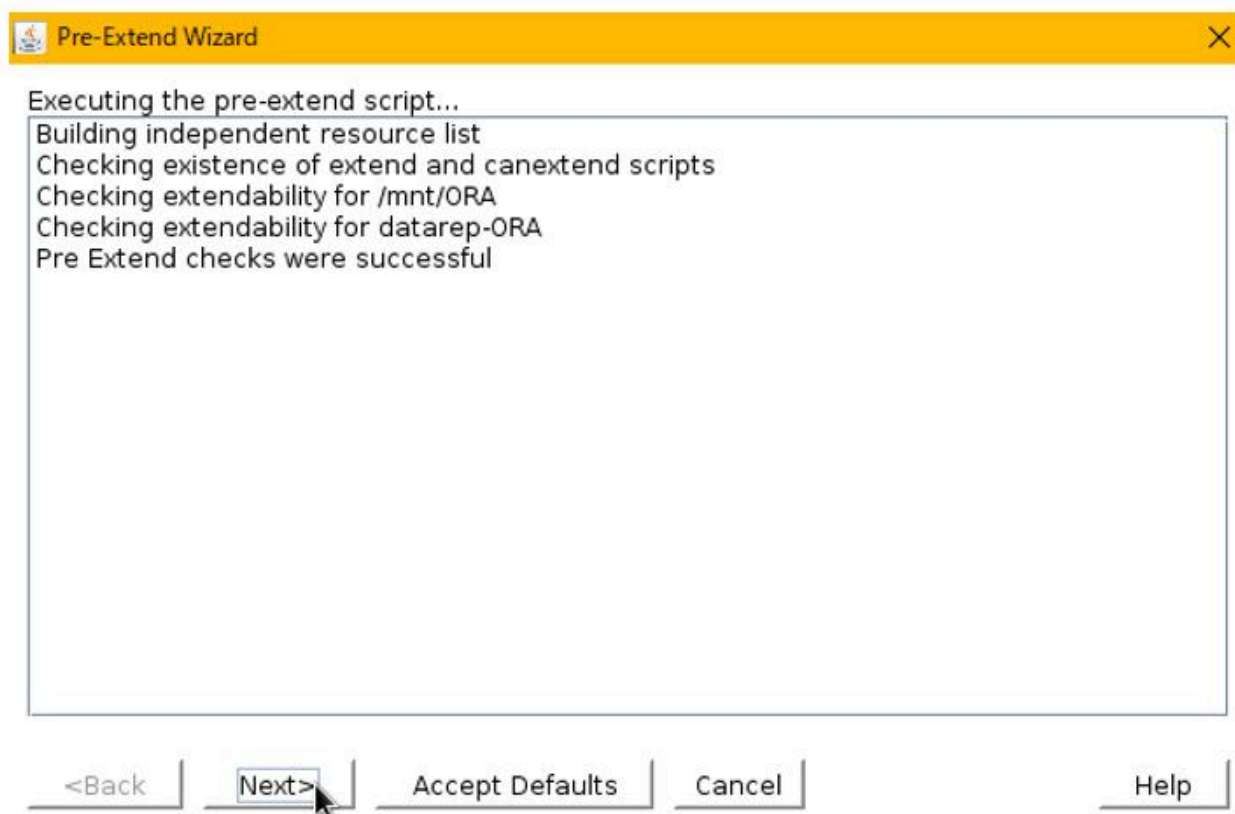 Pre-Extend Wizard
Executing the pre-extend script...
Building independent resource list
Checking existence of extend and canextend scripts
Checking extendability for /mnt/ORA
Checking extendability for datarep-ORA
Pre Extend checks were successful
<Back Next> Accept Defaults Cancel Help